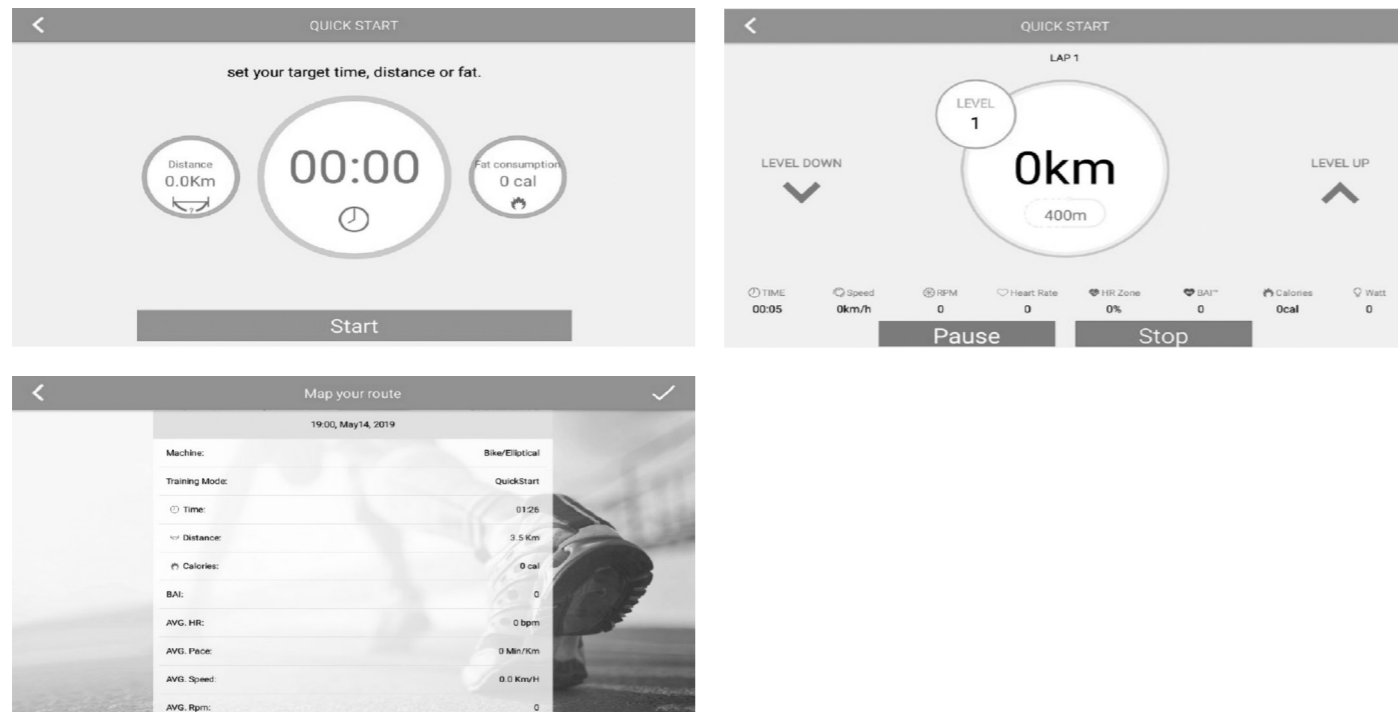 QUICK START
set your target time, distance or fat.
Distance
0.0Km
?
00:00
Fat consumption
0 cal
Start
QUICK START
LAP 1
LEVEL
1
LEVEL DOWN
0km
400m
LEVEL UP
TIME Speed RPM Heart Rate HR Zone BAI™ Calories Watt
00:05 0km/h 0 0 0% 0 0cal 0
Pause Stop
Map your route
19:00, May14, 2019
Machine: Bike/Elliptical
Training Mode: QuickStart
Time: 01:26
Distance: 3.5 Km
Calories: 0 cal
BAI: 0
AVG. HR: 0 bpm
AVG. Pace: 0 Min/Km
AVG. Speed: 0.0 Km/H
AVG. Rpm: 0